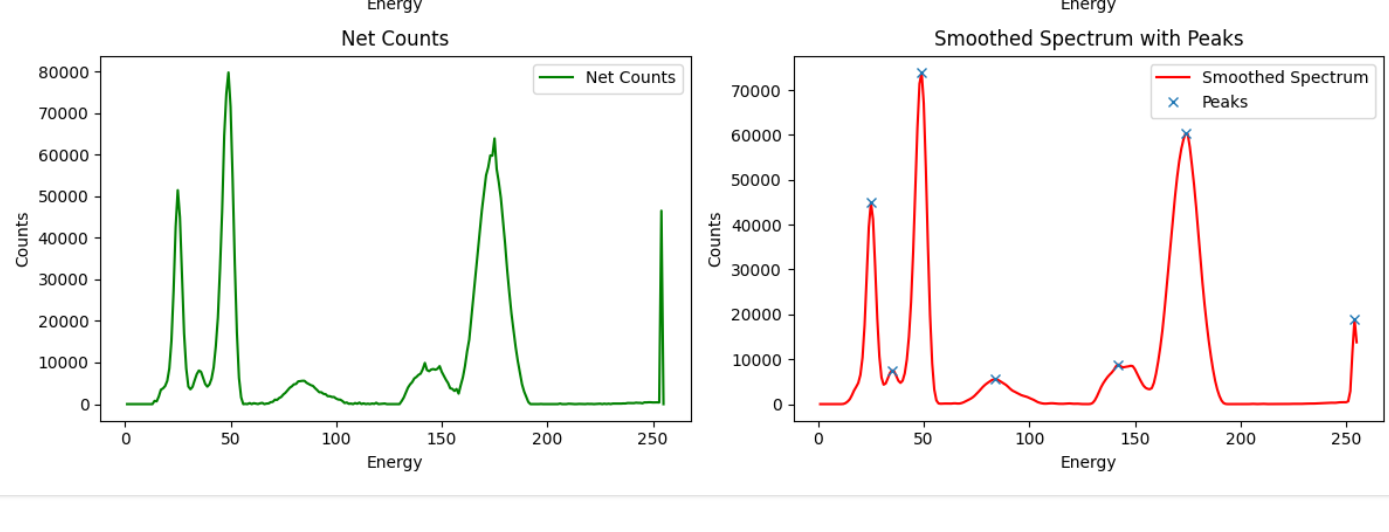 Energy
Energy
Net Counts
Smoothed Spectrum with Peaks
Counts
80000
70000
60000
50000
40000
30000
20000
10000
0
Net Counts
0
50
100
150
200
250
Energy
Counts
70000
60000
50000
40000
30000
20000
10000
0
Smoothed Spectrum
Peaks
0
50
100
150
200
250
Energy